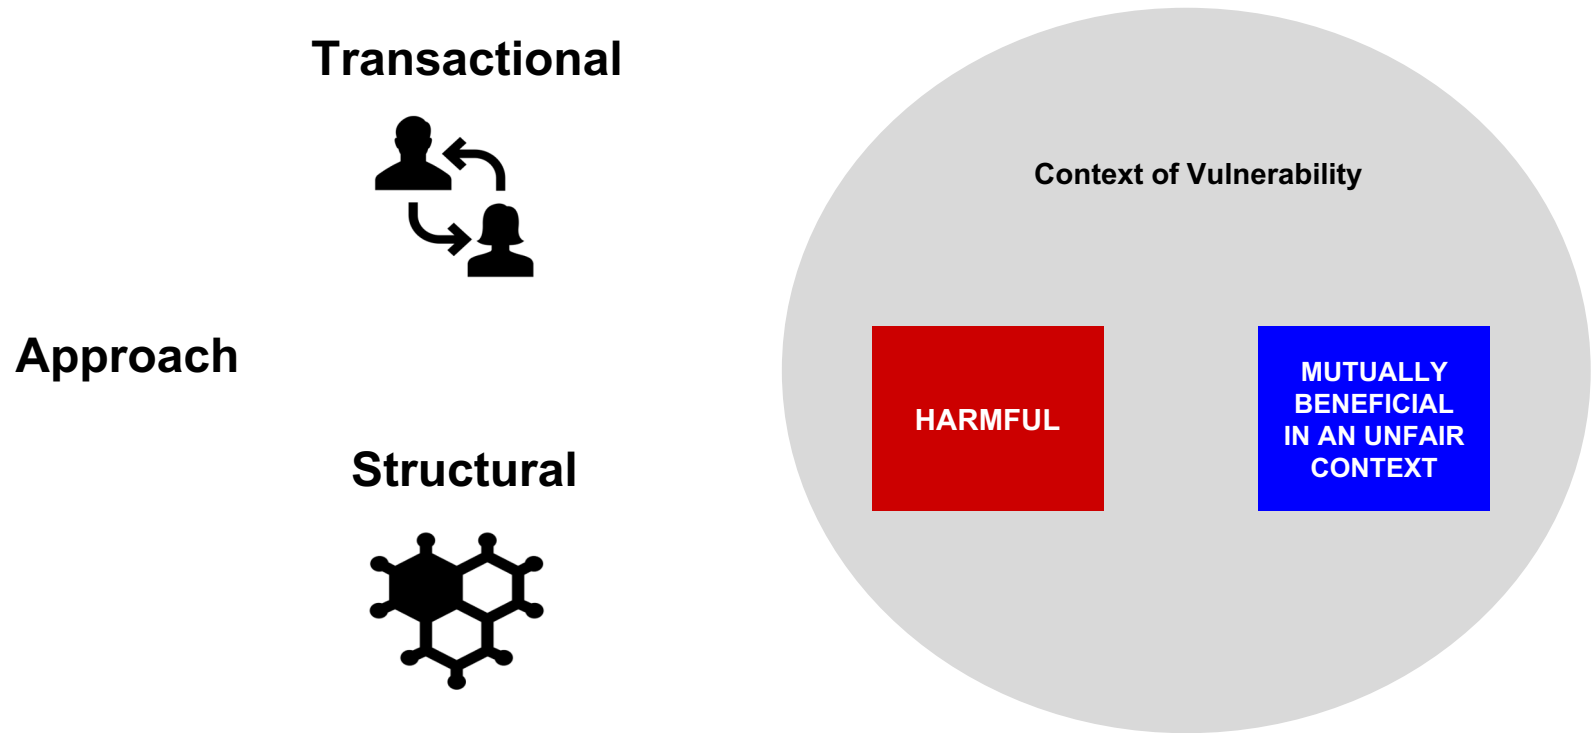 Transactional
Approach
Structural
Context of Vulnerability
HARMFUL
MUTUALLY
BENEFICIAL
IN AN UNFAIR
CONTEXT